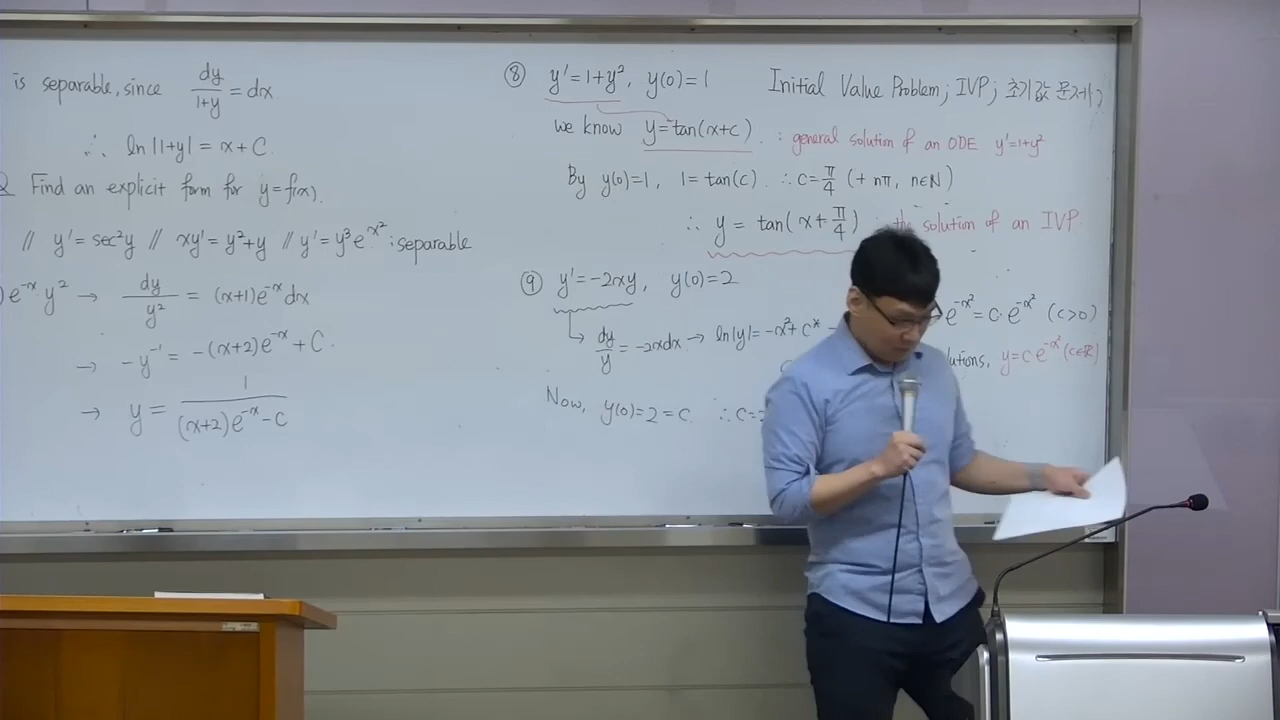 is separable, since dy/1+y = dx
∴ ln|1+y| = x + C
Find an explicit form for y=f(x).
// y' = sec²y // xy' = y²+y // y' = y³e^x² : separable
)e^-x y² → dy/y² = (x+1)e^-x dx
→ -y^-1 = -(x+2)e^-x + C.
→ y = 1/(x+2)e^-x - C
⑧ y' = 1+y², y(0) = 1 Initial Value Problem; IVP; 초기값 문제
we know y=tan(x+c). : general solution of an ODE y'=1+y²
By y(0)=1, 1 = tan(c). ∴ c = π/4 (+ nπ, n∈N)
∴ y = tan(x + π/4) the solution of an IVP.
⑨ y' = -2xy, y(0) = 2
dy/y = -2xdx → ln|y| = -x² + c* e^-x² = c·e^-x² (c>0)
lutions, y=ce^-x² (c∈ℝ)
Now, y(0) = 2 = c. ∴ c=